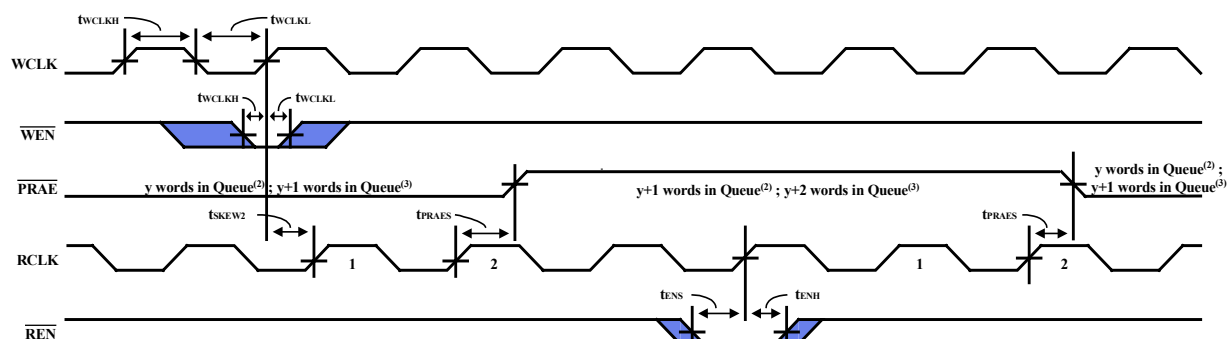 tWCLKH tWCLKL
WCLK
tWCLKH tWCLKL
WEN
PRAE
y words in Queue(2) ; y+1 words in Queue(3)
y+1 words in Queue(2) ; y+2 words in Queue(3)
y words in Queue(2) ;
y+1 words in Queue(3)
tSKEW2
tPRAES
tPRAES
RCLK
1
2
1
2
tENS
tENH
REN